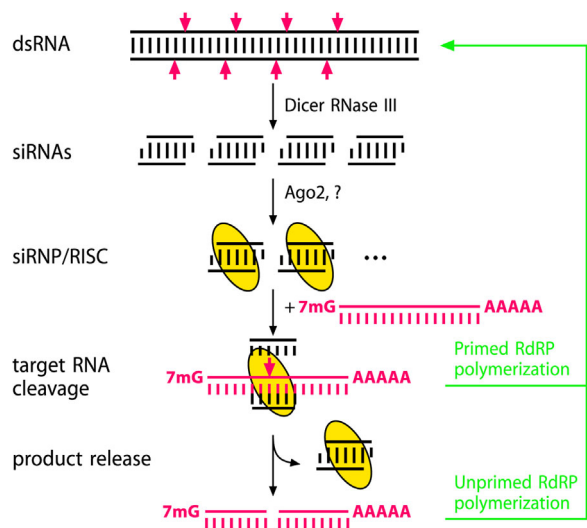 dsRNA
Dicer RNase III
siRNAs
Ago2, ?
siRNP/RISC
...
+ 7mG AAAAA
target RNA
cleavage
7mG AAAAA
Primed RdRP
polymerization
product release
Unprimed RdRP
polymerization
7mG AAAAA